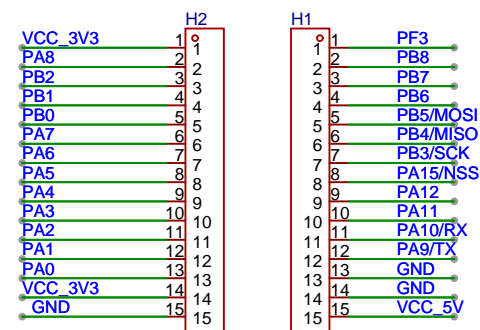 H2 H1
VCC_3V3 1 1 1 1 PF3
PA8 2 2 2 2 PB8
PB2 3 3 3 3 PB7
PB1 4 4 4 4 PB6
PB0 5 5 5 5 PB5/MOSI
PA7 6 6 6 6 PB4/MISO
PA6 7 7 7 7 PB3/SCK
PA5 8 8 8 8 PA15/NSS
PA4 9 9 9 9 PA12
PA3 10 10 10 10 PA11
PA2 11 11 11 11 PA10/RX
PA1 12 12 12 12 PA9/TX
PA0 13 13 13 13 GND
VCC_3V3 14 14 14 14 GND
GND 15 15 15 15 VCC_5V